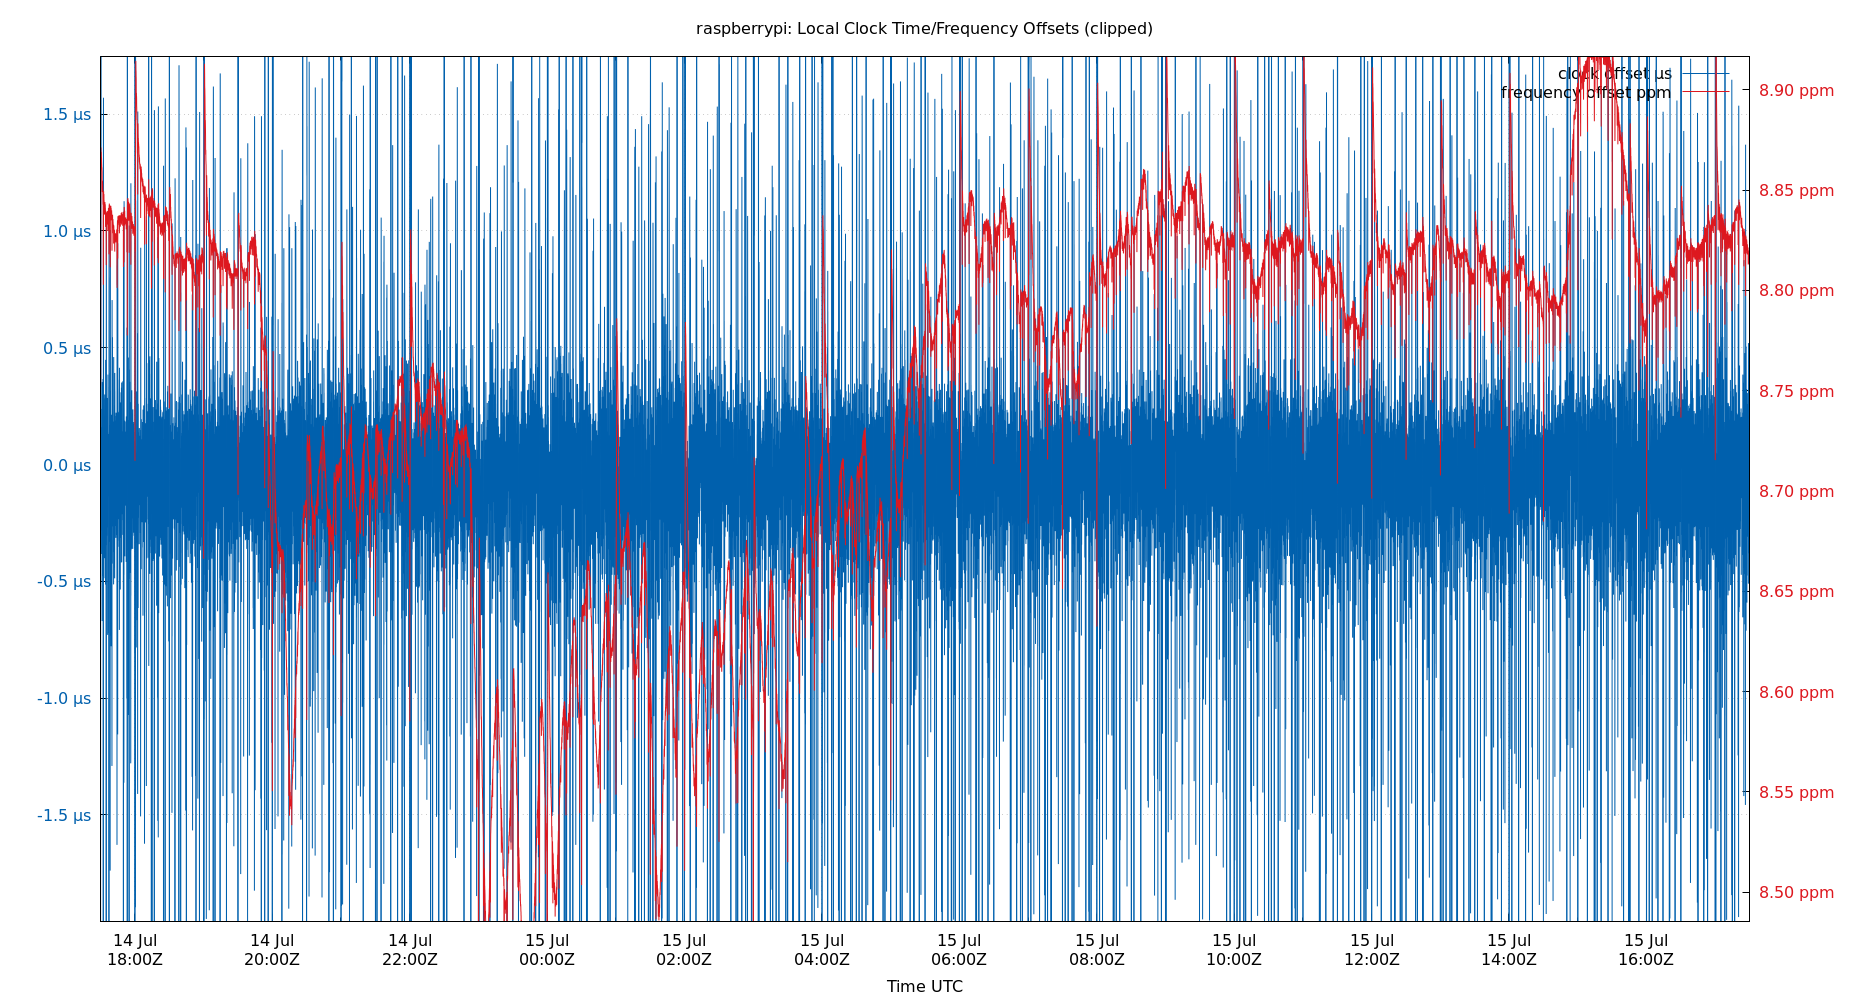 raspberrypi: Local Clock Time/Frequency Offsets (clipped)
clock offset µs
frequency offset ppm
1.5 µs
1.0 µs
0.5 µs
0.0 µs
-0.5 µs
-1.0 µs
-1.5 µs
8.90 ppm
8.85 ppm
8.80 ppm
8.75 ppm
8.70 ppm
8.65 ppm
8.60 ppm
8.55 ppm
8.50 ppm
14 Jul 14 Jul 14 Jul 15 Jul 15 Jul 15 Jul 15 Jul 15 Jul 15 Jul 15 Jul 15 Jul 15 Jul
18:00Z 20:00Z 22:00Z 00:00Z 02:00Z 04:00Z 06:00Z 08:00Z 10:00Z 12:00Z 14:00Z 16:00Z
Time UTC